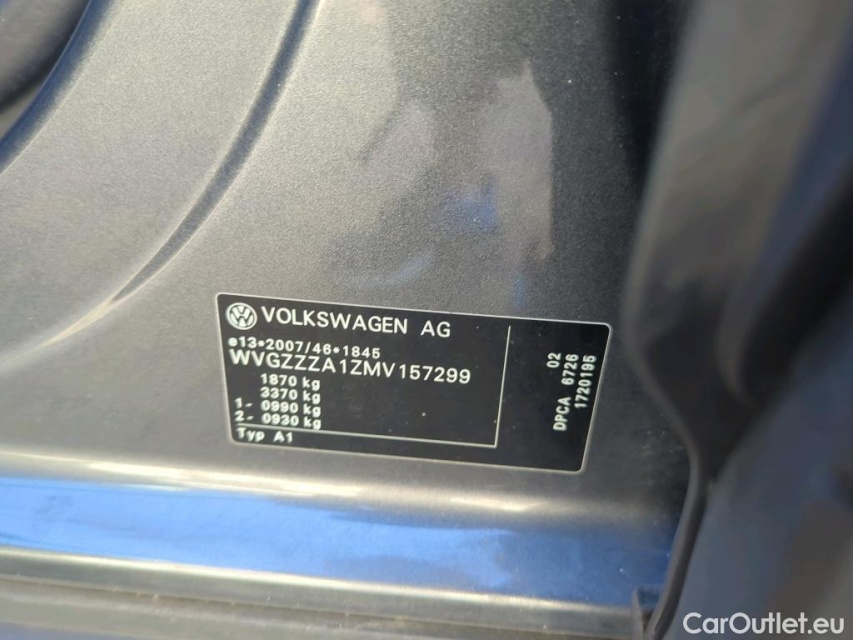 VOLKSWAGEN AG
e13*2007/46*1845
WVGZZZA1ZMV157299
1870 kg
3370 kg
1- 0990 kg
2- 0930 kg
Typ A1
02
DPCA 6726
1720195
CarOutlet.eu